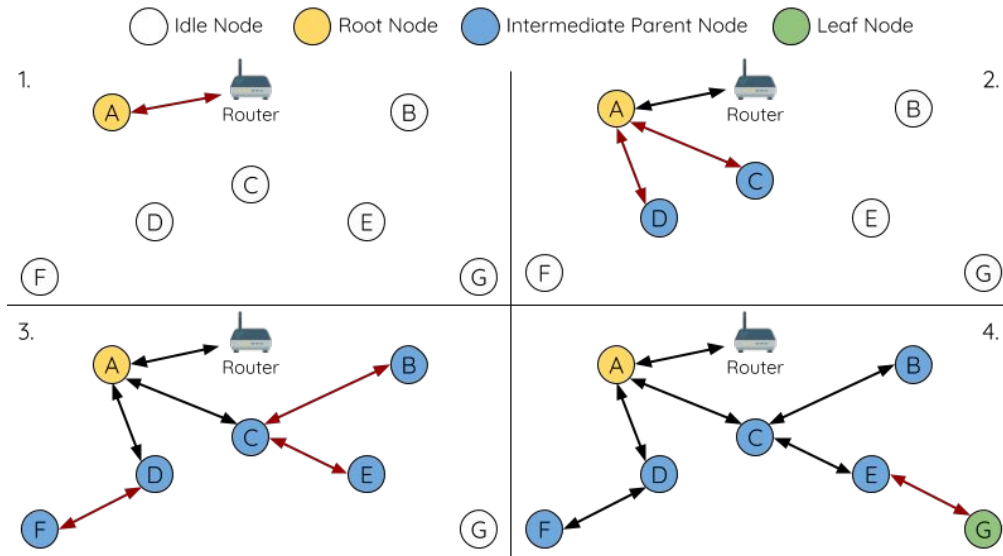 Idle Node Root Node Intermediate Parent Node Leaf Node
1.
A
Router
B
C
D
E
F
G
2.
A
Router
B
C
D
E
F
G
3.
A
Router
B
C
D
E
F
G
4.
A
Router
B
C
D
E
F
G